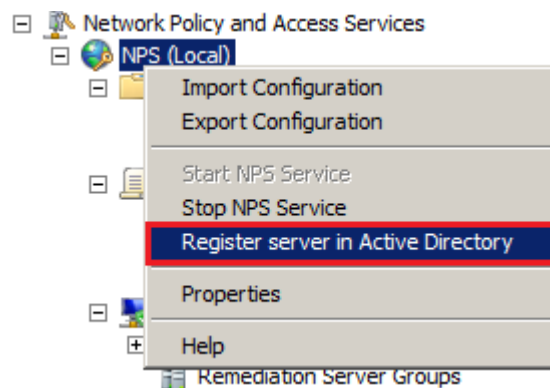 Network Policy and Access Services
NPS (Local)
Import Configuration
Export Configuration
Start NPS Service
Stop NPS Service
Register server in Active Directory
Properties
Help
Remediation Server Groups